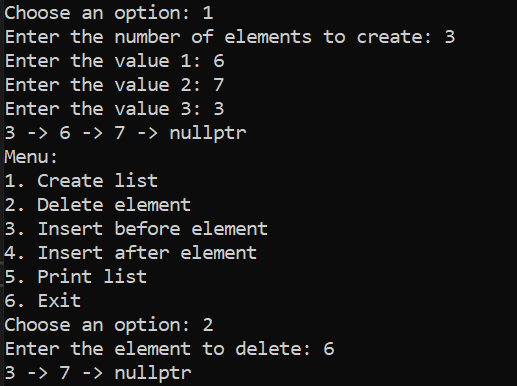 Choose an option: 1
Enter the number of elements to create: 3
Enter the value 1: 6
Enter the value 2: 7
Enter the value 3: 3
3 -> 6 -> 7 -> nullptr
Menu:
1. Create list
2. Delete element
3. Insert before element
4. Insert after element
5. Print list
6. Exit
Choose an option: 2
Enter the element to delete: 6
3 -> 7 -> nullptr